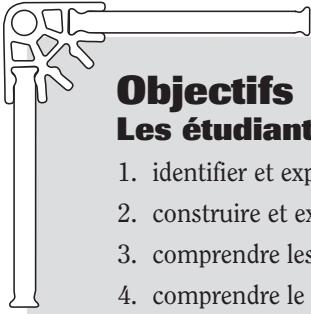 Objectifs
Les étudiant
1. identifier et exp
2. construire et ex
3. comprendre les
4. comprendre le